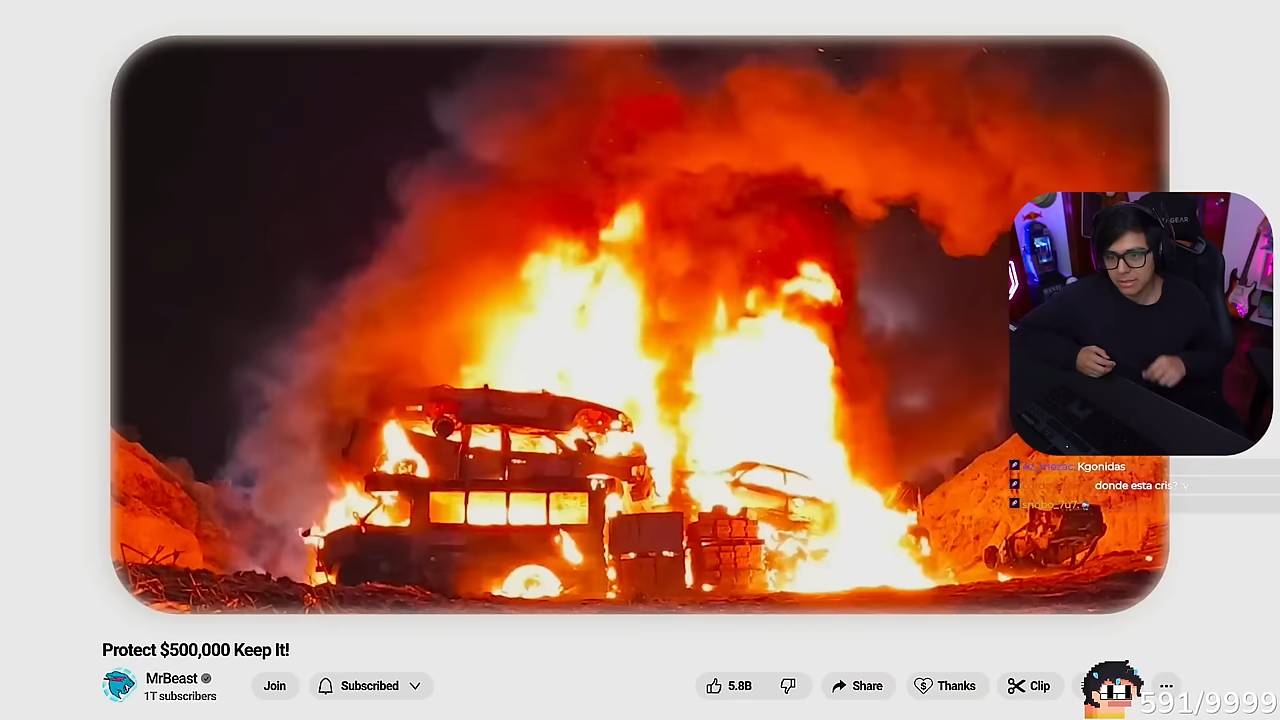 Kgonidas
donde esta cris? v
snobo_7u7:
Protect $500,000 Keep It!
MrBeast
1T subscribers
Join
Subscribed
5.8B
Share
Thanks
Clip
591/9999